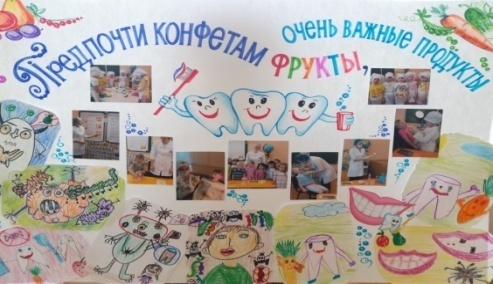 Предпочти конфетам фрукты,
очень важные продукты